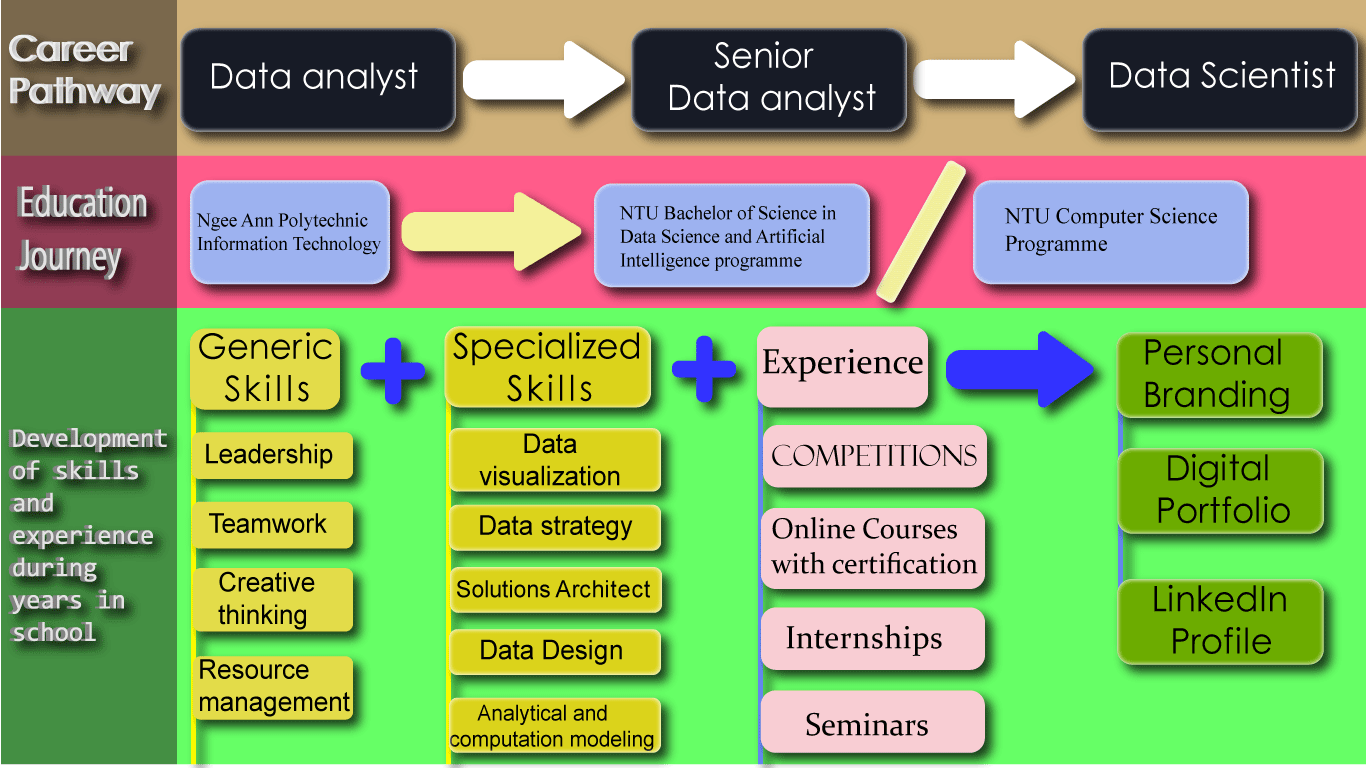 Career
Pathway
Data analyst
Senior
Data analyst
Data Scientist
Education
Journey
Ngee Ann Polytechnic
Information Technology
NTU Bachelor of Science in
Data Science and Artificial
Intelligence programme
NTU Computer Science
Programme
Development
of skills
and
experience
during
years in
school
Generic
Skills
Leadership
Teamwork
Creative
thinking
Resource
management
Specialized
Skills
Data
visualization
Data strategy
Solutions Architect
Data Design
Analytical and
computation modeling
Experience
COMPETITIONS
Online Courses
with certification
Internships
Seminars
Personal
Branding
Digital
Portfolio
LinkedIn
Profile